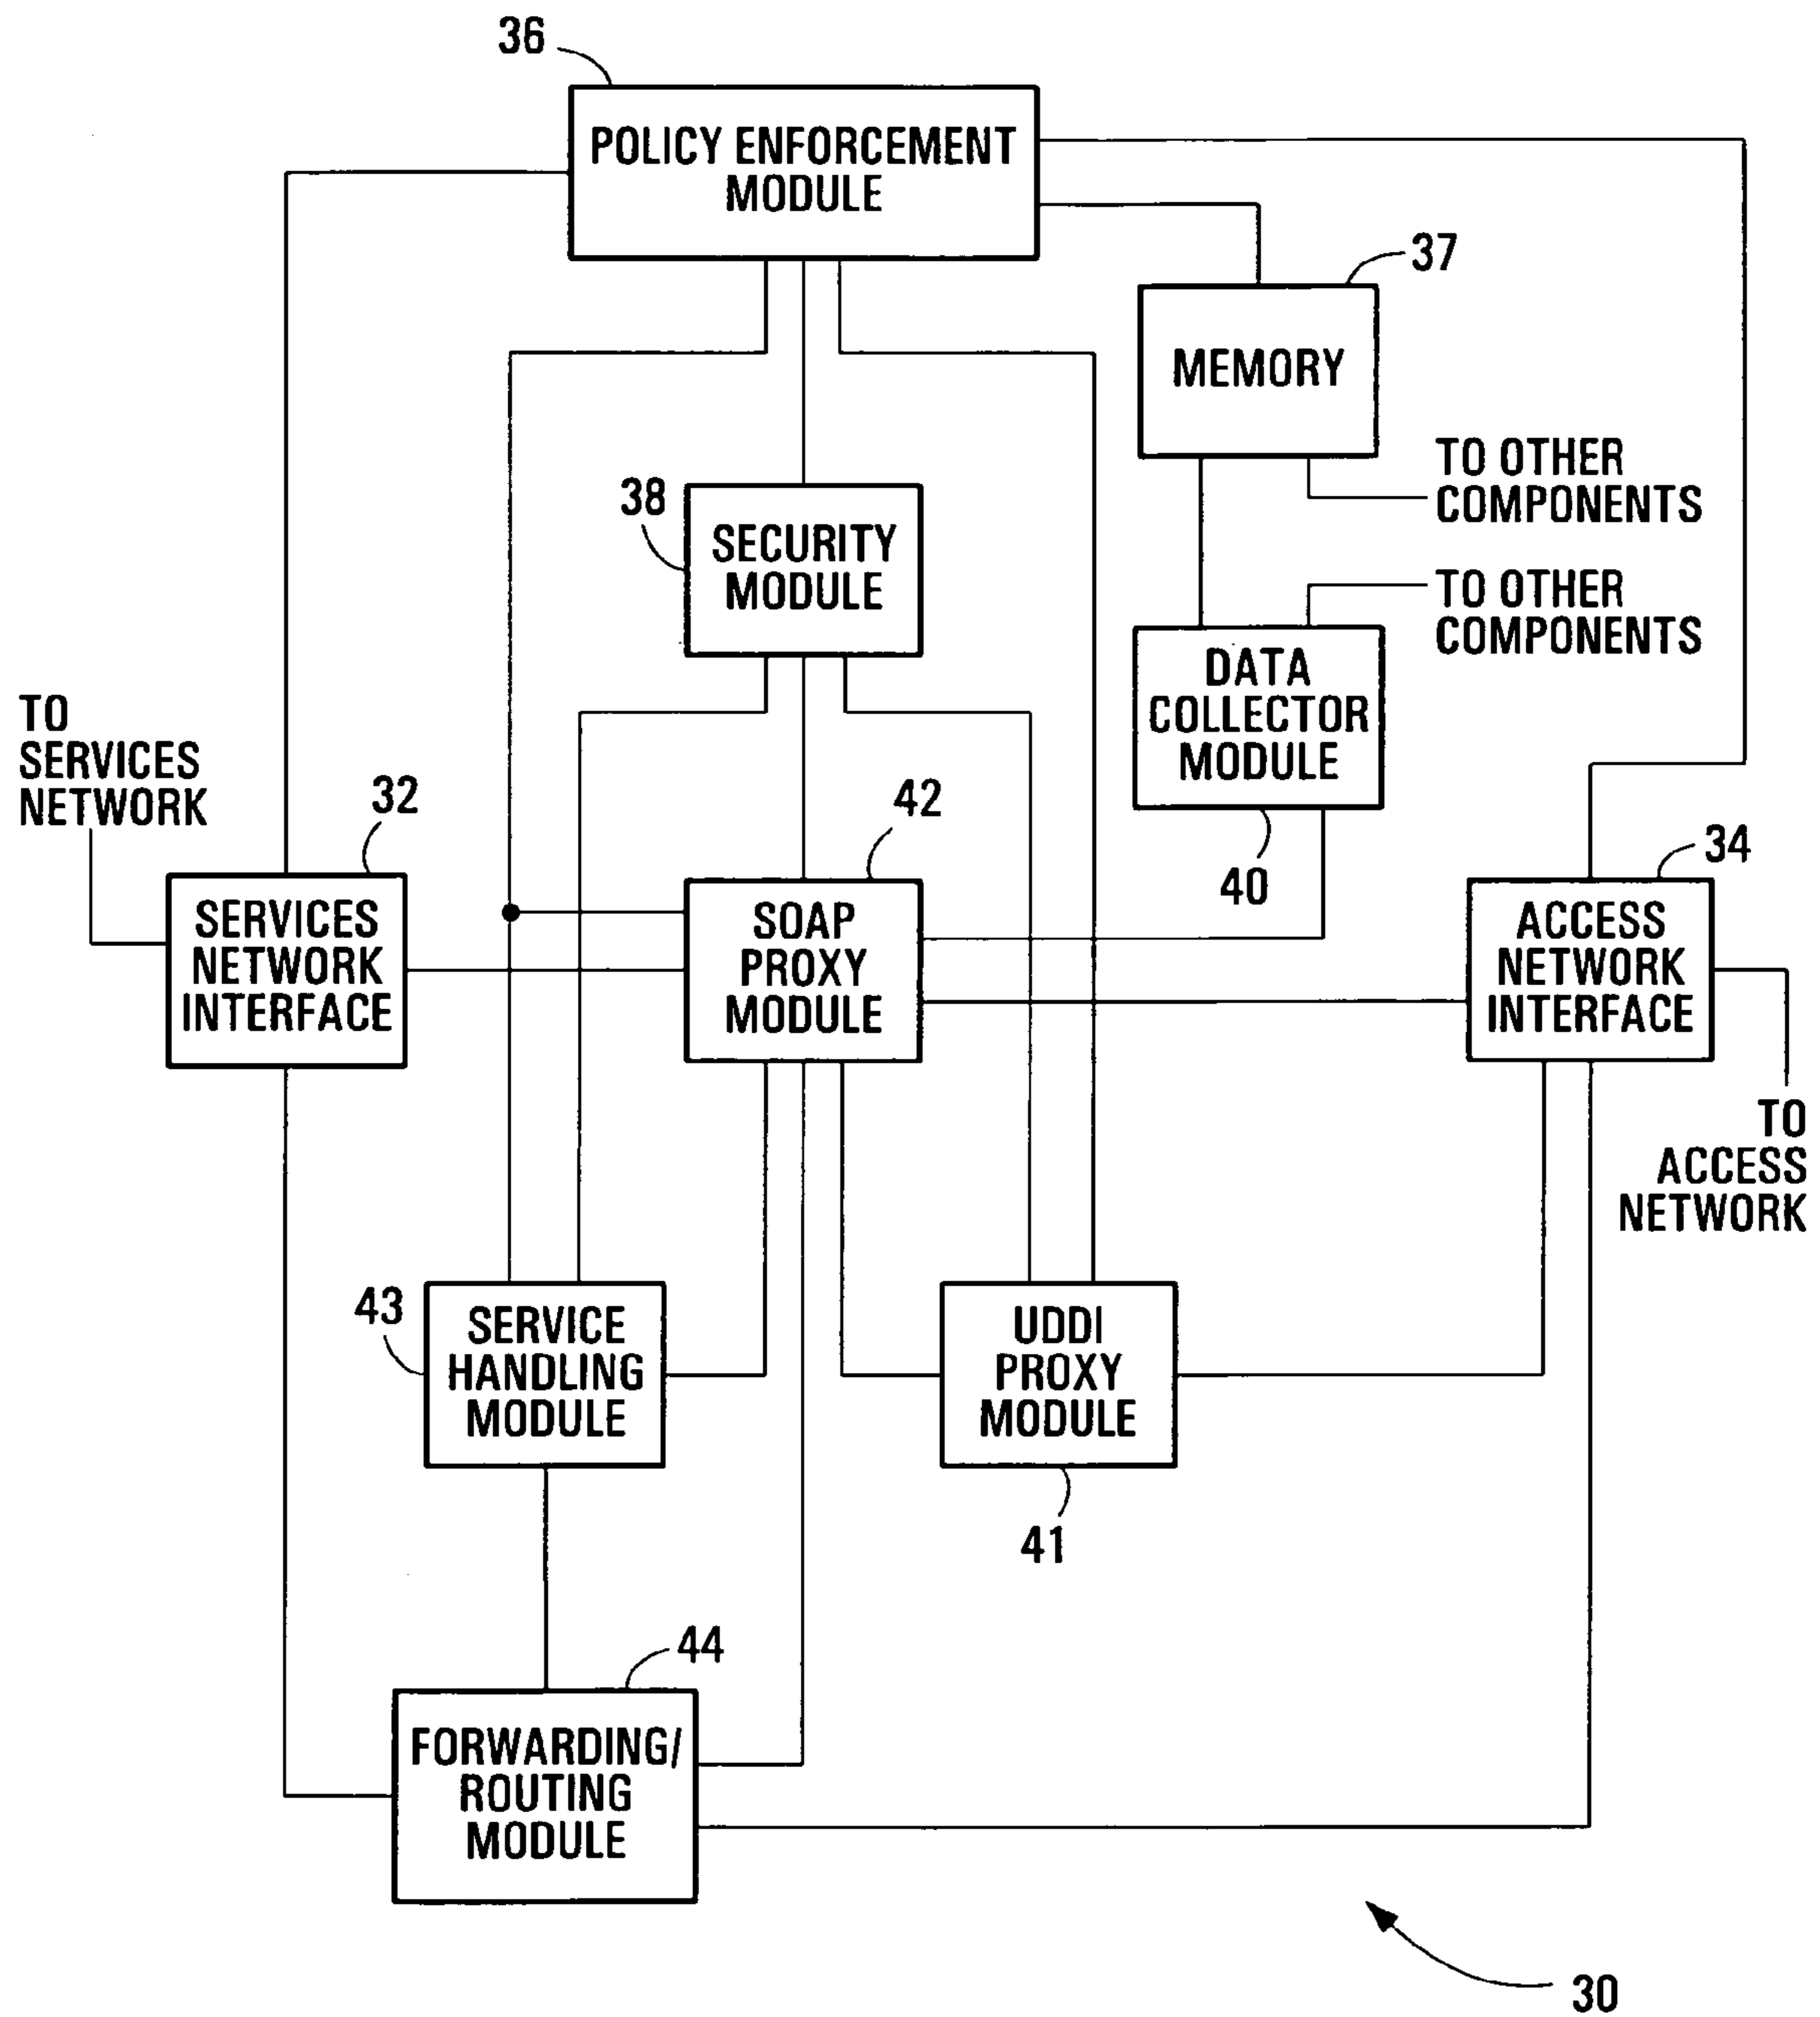 36
POLICY ENFORCEMENT
MODULE
37
MEMORY
TO OTHER
COMPONENTS
38
SECURITY
MODULE
TO OTHER
COMPONENTS
DATA
COLLECTOR
MODULE
40
TO
SERVICES
NETWORK
32
SERVICES
NETWORK
INTERFACE
42
SOAP
PROXY
MODULE
34
ACCESS
NETWORK
INTERFACE
TO
ACCESS
NETWORK
43
SERVICE
HANDLING
MODULE
UDDI
PROXY
MODULE
41
44
FORWARDING/
ROUTING
MODULE
30